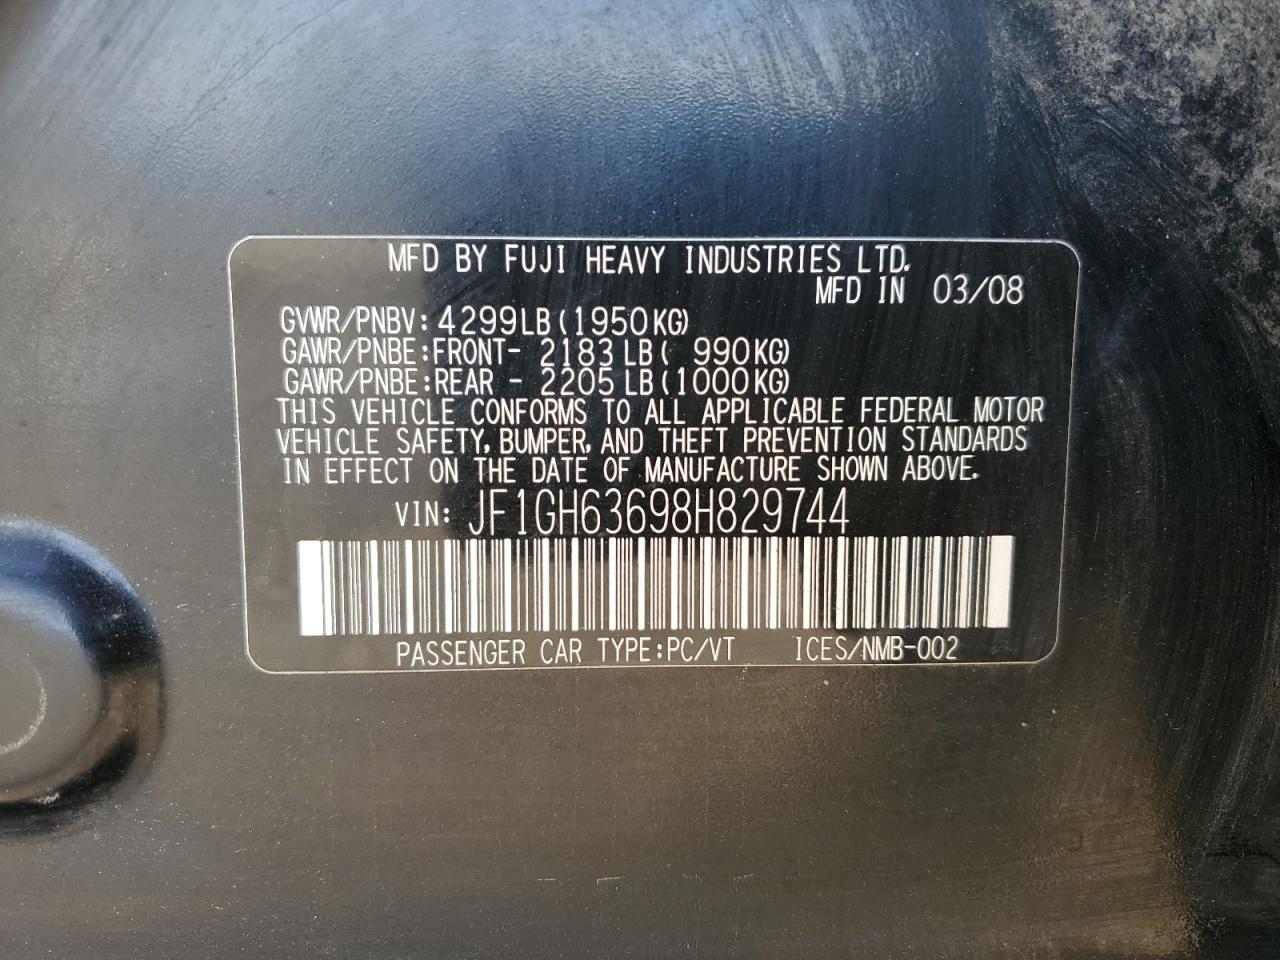 MFD BY FUJI HEAVY INDUSTRIES LTD.
MFD IN 03/08
GVWR/PNBV: 4299LB (1950KG)
GAWR/PNBE:FRONT- 2183 LB( 990KG)
GAWR/PNBE:REAR - 2205 LB (1000KG)
THIS VEHICLE CONFORMS TO ALL APPLICABLE FEDERAL MOTOR
VEHICLE SAFETY, BUMPER, AND THEFT PREVENTION STANDARDS
IN EFFECT ON THE DATE OF MANUFACTURE SHOWN ABOVE.
VIN: JF1GH63698H829744
PASSENGER CAR TYPE:PC/VT ICES/NMB-002